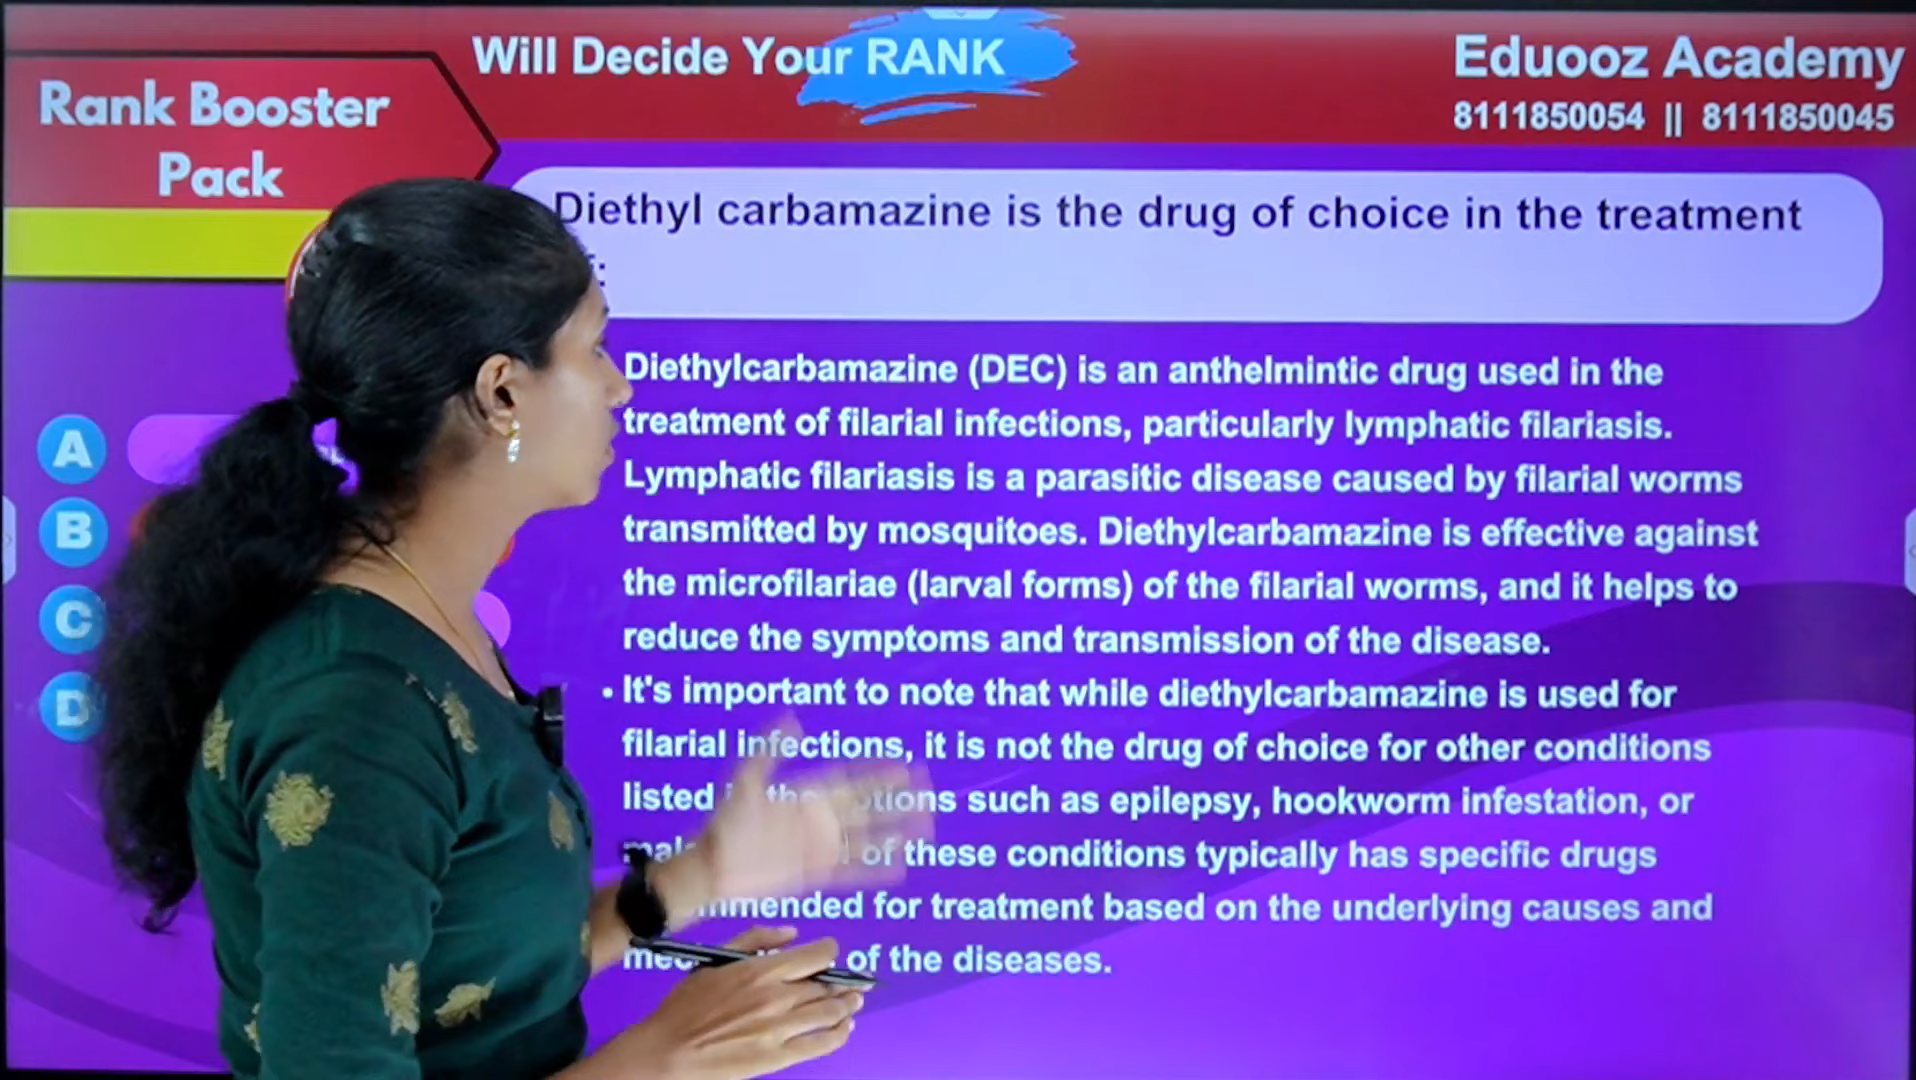 Will Decide Your RANK
Eduooz Academy
8111850054 || 8111850045
Rank Booster
Pack
Diethyl carbamazine is the drug of choice in the treatment
:
A
B
C
D
Diethylcarbamazine (DEC) is an anthelmintic drug used in the
treatment of filarial infections, particularly lymphatic filariasis.
Lymphatic filariasis is a parasitic disease caused by filarial worms
transmitted by mosquitoes. Diethylcarbamazine is effective against
the microfilariae (larval forms) of the filarial worms, and it helps to
reduce the symptoms and transmission of the disease.
• It's important to note that while diethylcarbamazine is used for
filarial infections, it is not the drug of choice for other conditions
listed such as epilepsy, hookworm infestation, or
of these conditions typically has specific drugs
for treatment based on the underlying causes and
of the diseases.